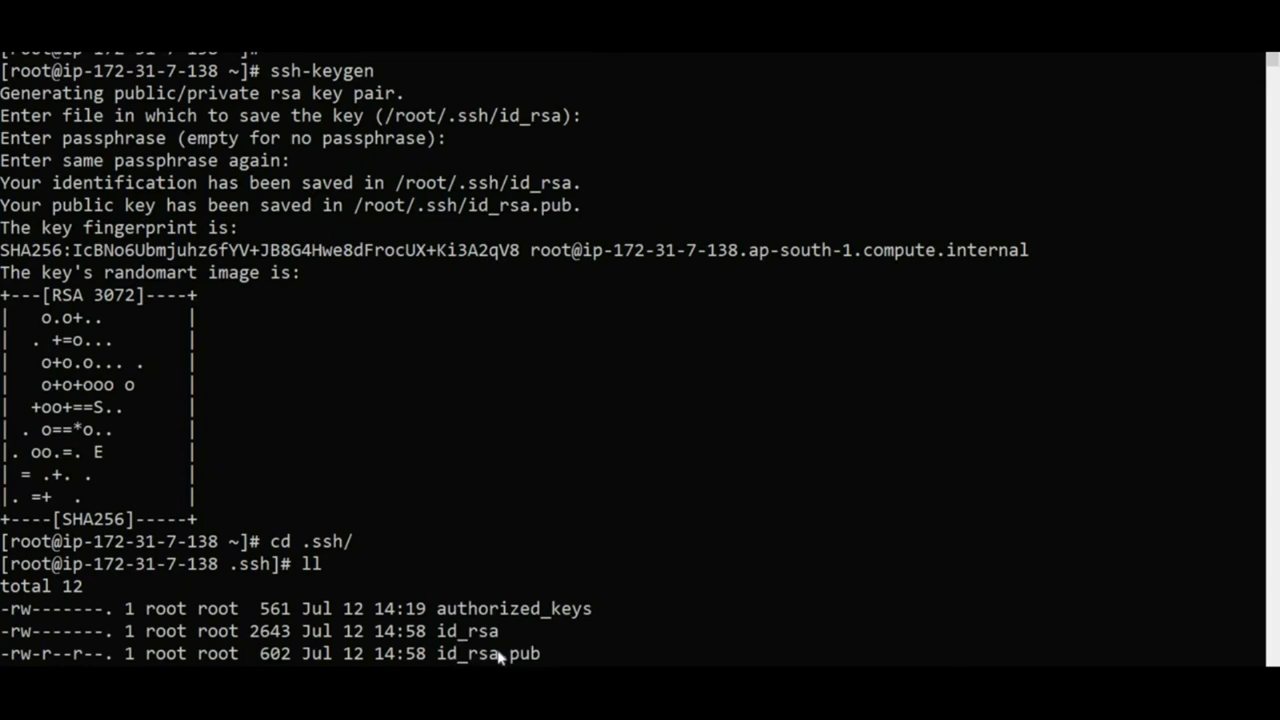 [root@ip-172-31-7-138 ~]#
[root@ip-172-31-7-138 ~]# ssh-keygen
Generating public/private rsa key pair.
Enter file in which to save the key (/root/.ssh/id_rsa):
Enter passphrase (empty for no passphrase):
Enter same passphrase again:
Your identification has been saved in /root/.ssh/id_rsa.
Your public key has been saved in /root/.ssh/id_rsa.pub.
The key fingerprint is:
SHA256:IcBNo6Ubmjuhz6fYV+JB8G4Hwe8dFrocUX+Ki3A2qV8 root@ip-172-31-7-138.ap-south-1.compute.internal
The key's randomart image is:
+---[RSA 3072]----+
|   o.o+..        |
|  . +=o...       |
|   o+o.o... .    |
|   o+o+ooo o     |
|  +oo+==S..      |
| . o==*o..       |
|. oo.=. E        |
| = .+. .         |
|. =+  .          |
+----[SHA256]-----+
[root@ip-172-31-7-138 ~]# cd .ssh/
[root@ip-172-31-7-138 .ssh]# ll
total 12
-rw-------. 1 root root  561 Jul 12 14:19 authorized_keys
-rw-------. 1 root root 2643 Jul 12 14:58 id_rsa
-rw-r--r--. 1 root root  602 Jul 12 14:58 id_rsa.pub